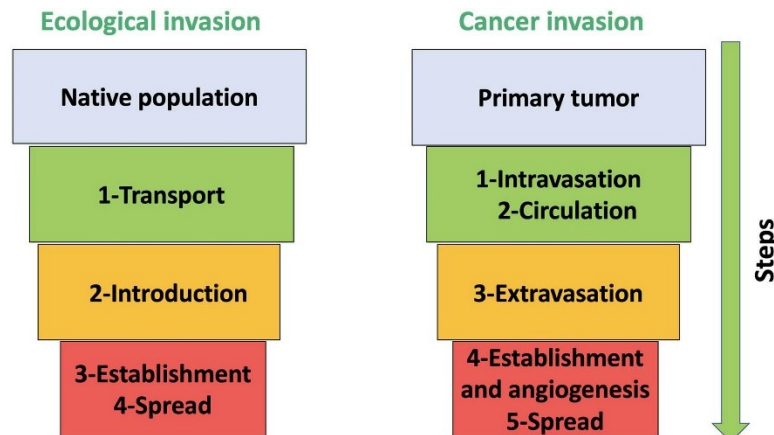 Ecological invasion
Native population
1-Transport
2-Introduction
3-Establishment
4-Spread
Cancer invasion
Primary tumor
1-Intravasation
2-Circulation
3-Extravasation
4-Establishment
and angiogenesis
5-Spread
Steps